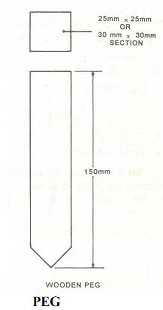 25mm x 25mm
OR
30 mm x 30mm
SECTION
150mm
WOODEN PEG
PEG